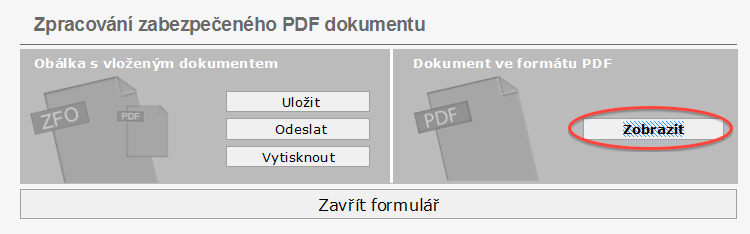 Zpracování zabezpečeného PDF dokumentu
Obálka s vloženým dokumentem
ZFO
PDF
Uložit
Odeslat
Vytisknout
Dokument ve formátu PDF
PDF
Zobrazit
Zavřít formulář